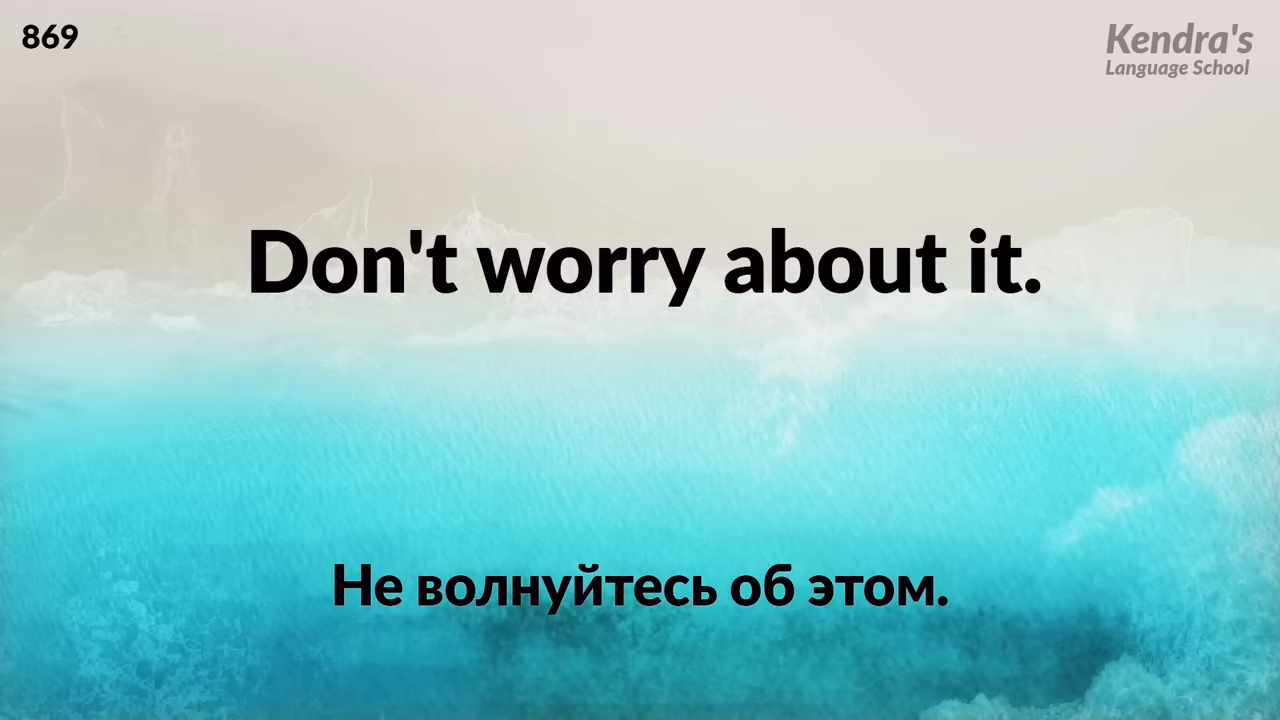 869
Kendra's
Language School
Don't worry about it.
Не волнуйтесь об этом.